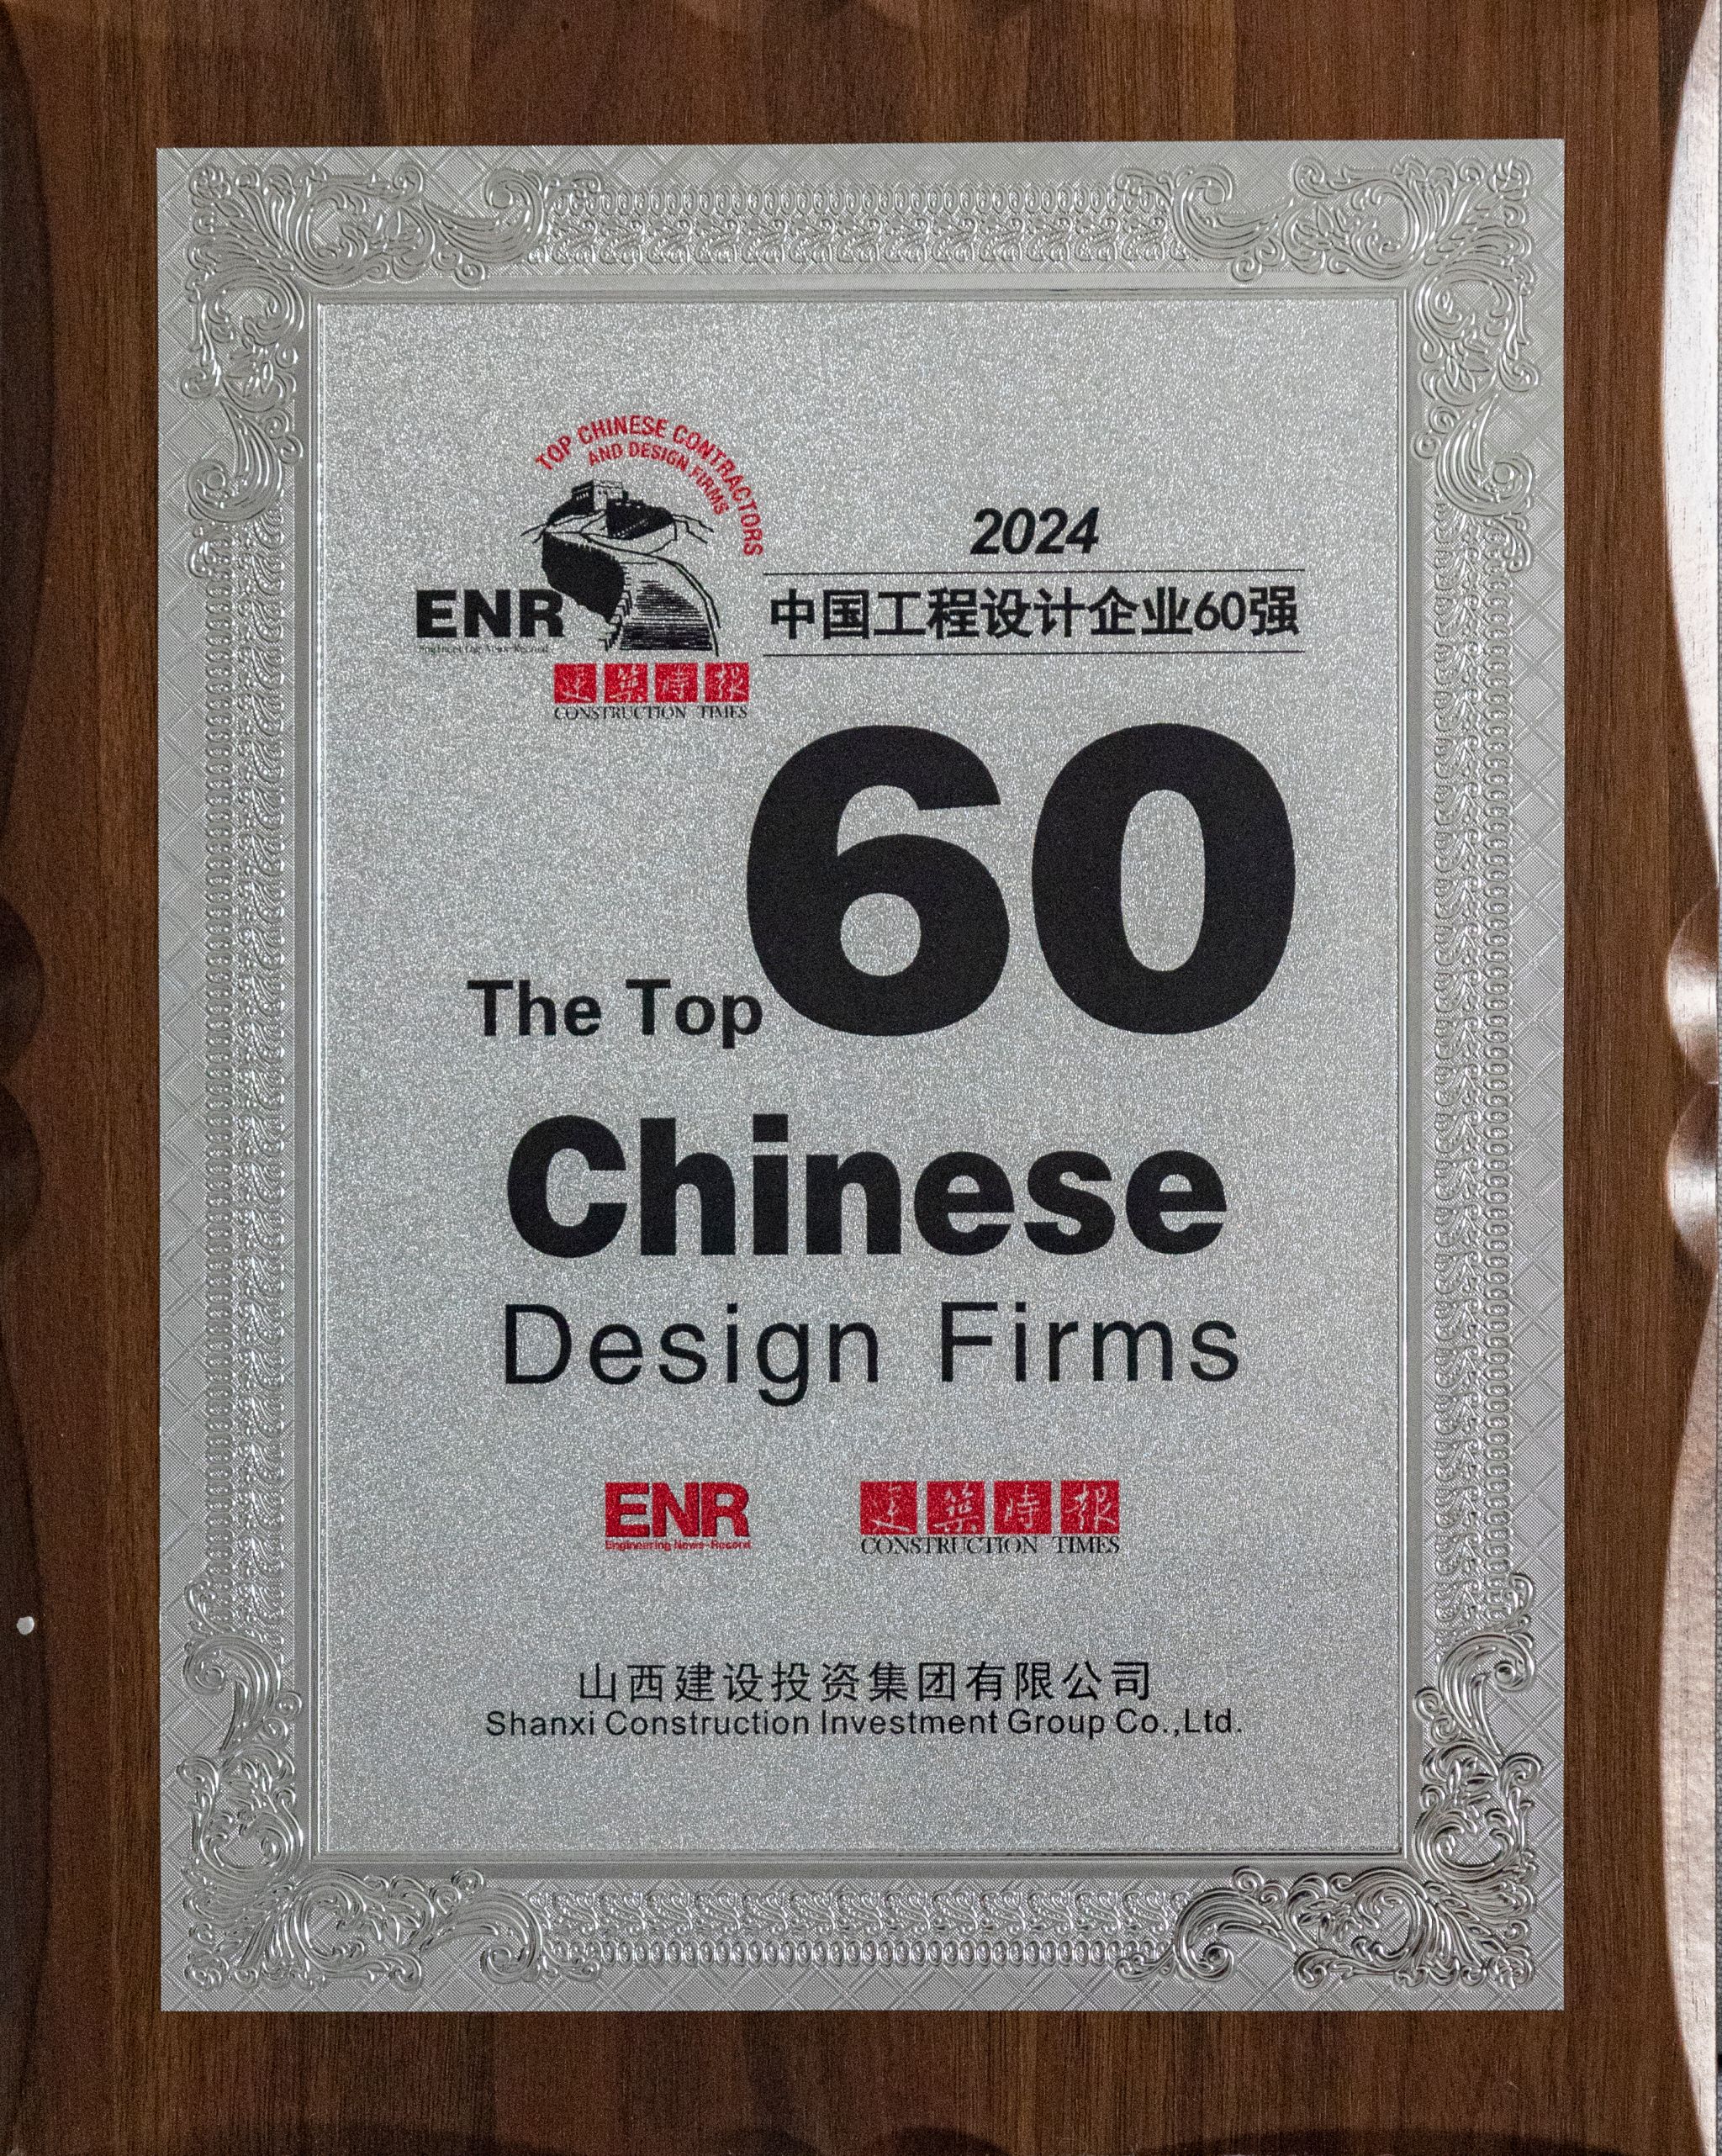 TOP CHINESE CONTRACTORS
AND DESIGN FIRMS
ENR
Engineering News-Record
建築時報
CONSTRUCTION TIMES
2024
中国工程设计企业60强
The Top 60
Chinese
Design Firms
ENR
Engineering News-Record
建築時報
CONSTRUCTION TIMES
山西建设投资集团有限公司
Shanxi Construction Investment Group Co.,Ltd.